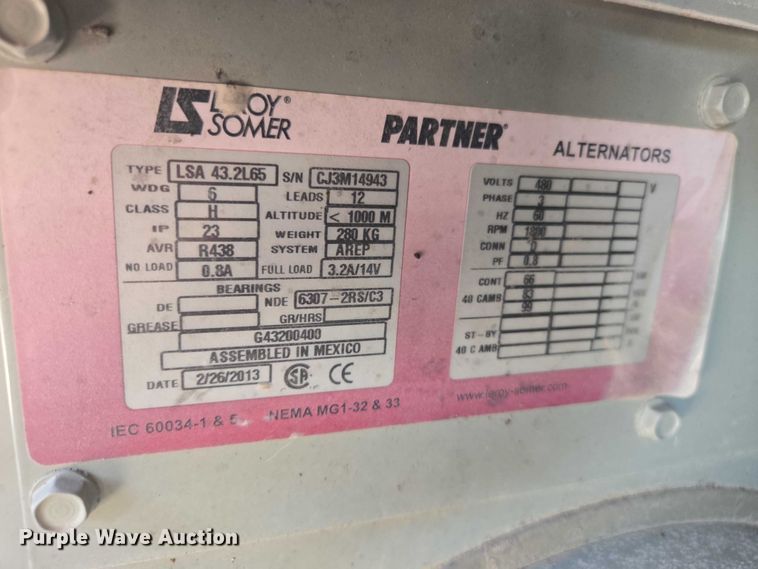 LS LEROY®
SOMER
PARTNER®
ALTERNATORS
TYPE LSA 43.2L65 S/N CJ3M14943
WDG 6 LEADS 12
CLASS H ALTITUDE < 1000 M
IP 23 WEIGHT 280 KG
AVR R438 SYSTEM AREP
NO LOAD 0.8A FULL LOAD 3.2A/14V
BEARINGS
DE NDE 6307-2RS/C3
GREASE GR/HRS
G43200400
ASSEMBLED IN MEXICO
DATE 2/26/2013 SA CE
IEC 60034-1 & 5 NEMA MG1-32 & 33
VOLTS 480 V
PHASE 3
HZ 60
RPM 1800
CONN D
PF 0.8
CONT 66
40 CAMB 83
99
ST-BY
40 C AMB
www.leroy-somer.com
Purple Wave Auction